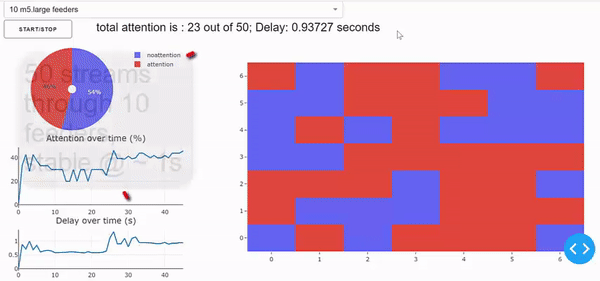 10 m5.large feeders
START/STOP
total attention is : 23 out of 50; Delay: 0.93727 seconds
noattention
attention
50 streams
through 10
feeders
stable @ ~ 1s
46%
54%
Attention over time (%)
40
20
0
0 10 20 30 40
Delay over time (s)
1
0.5
0
0 10 20 30 40
6
5
4
3
2
1
0
0 1 2 3 4 5 6